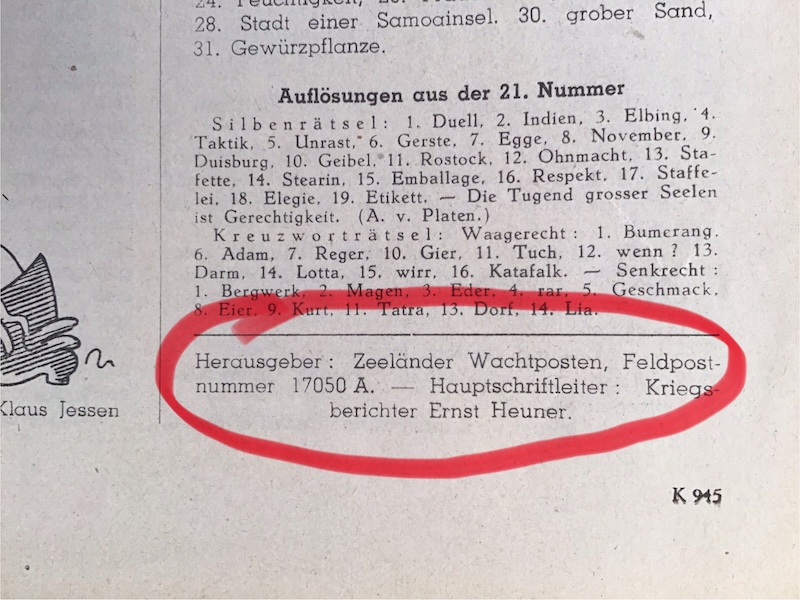 28. Stadt einer Samoainsel. 30. grober Sand,
31. Gewürzpflanze.
Auflösungen aus der 21. Nummer
Silbenrätsel: 1. Duell, 2. Indien, 3. Elbing, 4.
Taktik, 5. Unrast, 6. Gerste, 7. Egge, 8. November, 9.
Duisburg, 10. Geibel, 11. Rostock, 12. Ohnmacht, 13. Sta-
fette, 14. Stearin, 15. Emballage, 16. Respekt, 17. Staffe-
lei, 18. Elegie, 19. Etikett. — Die Tugend grosser Seelen
ist Gerechtigkeit. (A. v. Platen.)
Kreuzworträtsel: Waagerecht: 1. Bumerang.
6. Adam, 7. Reger, 10. Gier, 11. Tuch, 12. wenn? 13.
Darm, 14. Lotta, 15. wirr, 16. Katafalk. — Senkrecht:
1. Bergwerk, 2. Magen, 3. Eder, 4. rar, 5. Geschmack,
8. Eier, 9. Kurt, 11. Tatra, 13. Dorf, 14. Lia.
Herausgeber: Zeeländer Wachtposten, Feldpost-
nummer 17050 A. — Hauptschriftleiter: Kriegs-
berichter Ernst Heuner.
Klaus Jessen
K 945